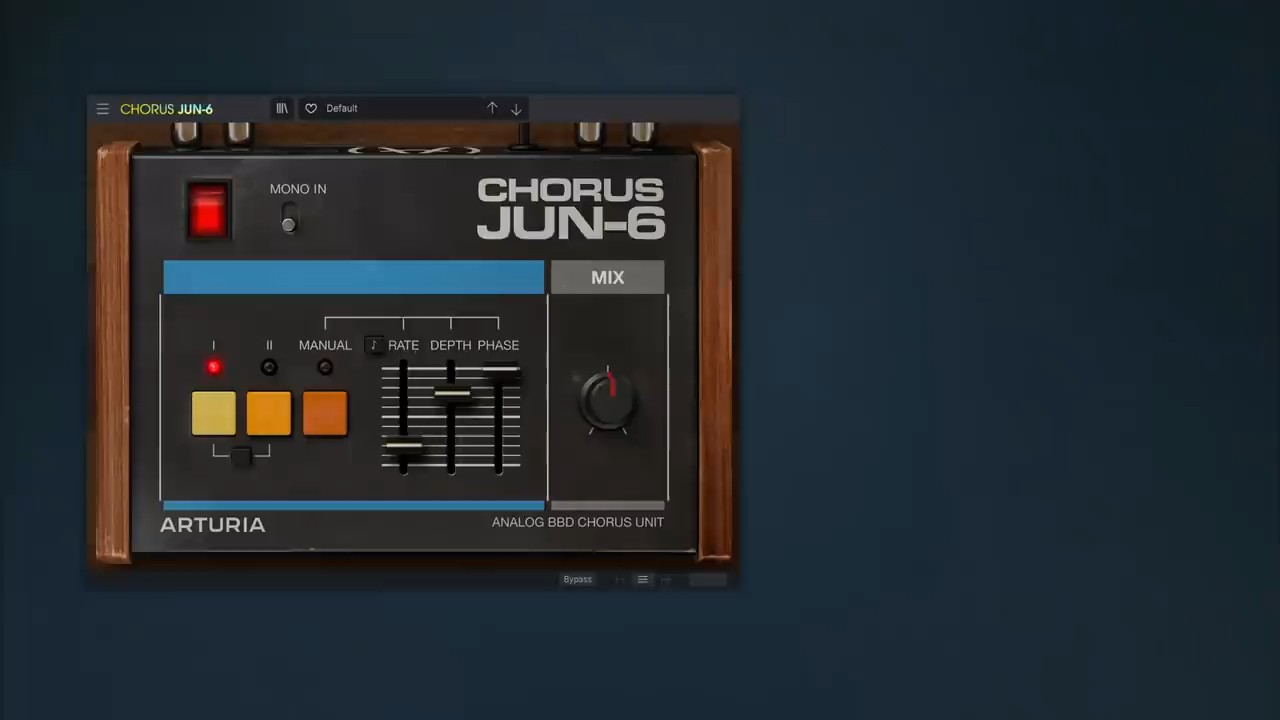 CHORUS JUN-6
Default
MONO IN
CHORUS
JUN-6
MIX
I
II
MANUAL
♪
RATE
DEPTH
PHASE
ARTURIA
ANALOG BBD CHORUS UNIT
Bypass